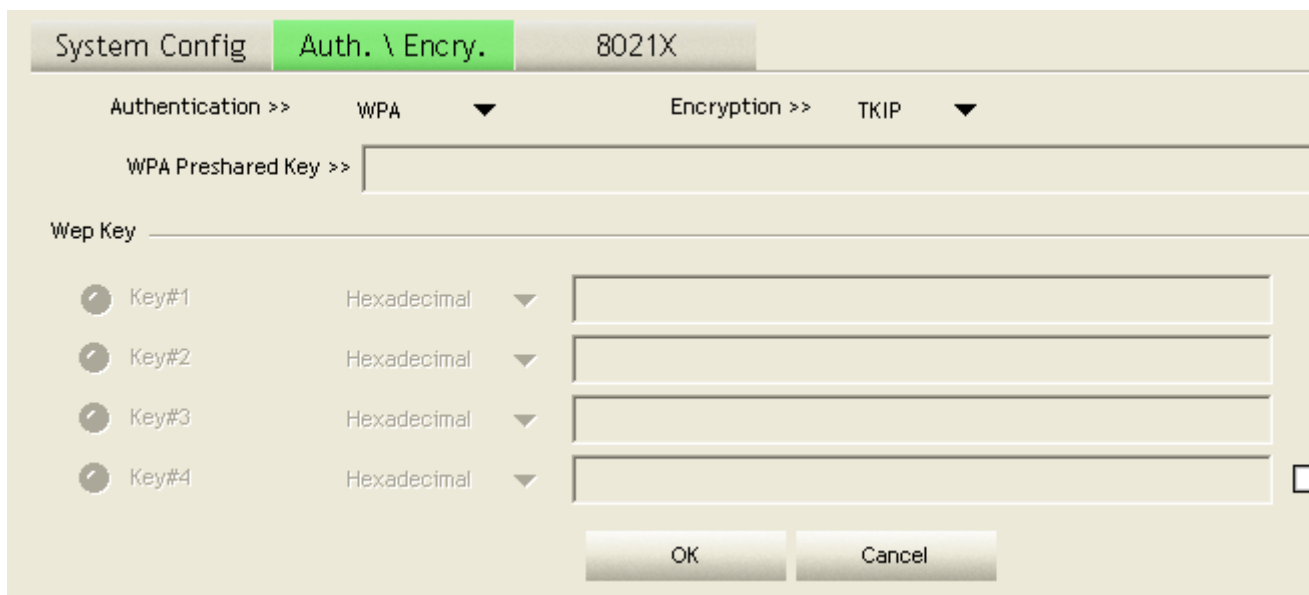 System Config Auth. \ Encry. 8021X
Authentication >> WPA Encryption >> TKIP
WPA Preshared Key >>
Wep Key
Key#1 Hexadecimal
Key#2 Hexadecimal
Key#3 Hexadecimal
Key#4 Hexadecimal
OK Cancel